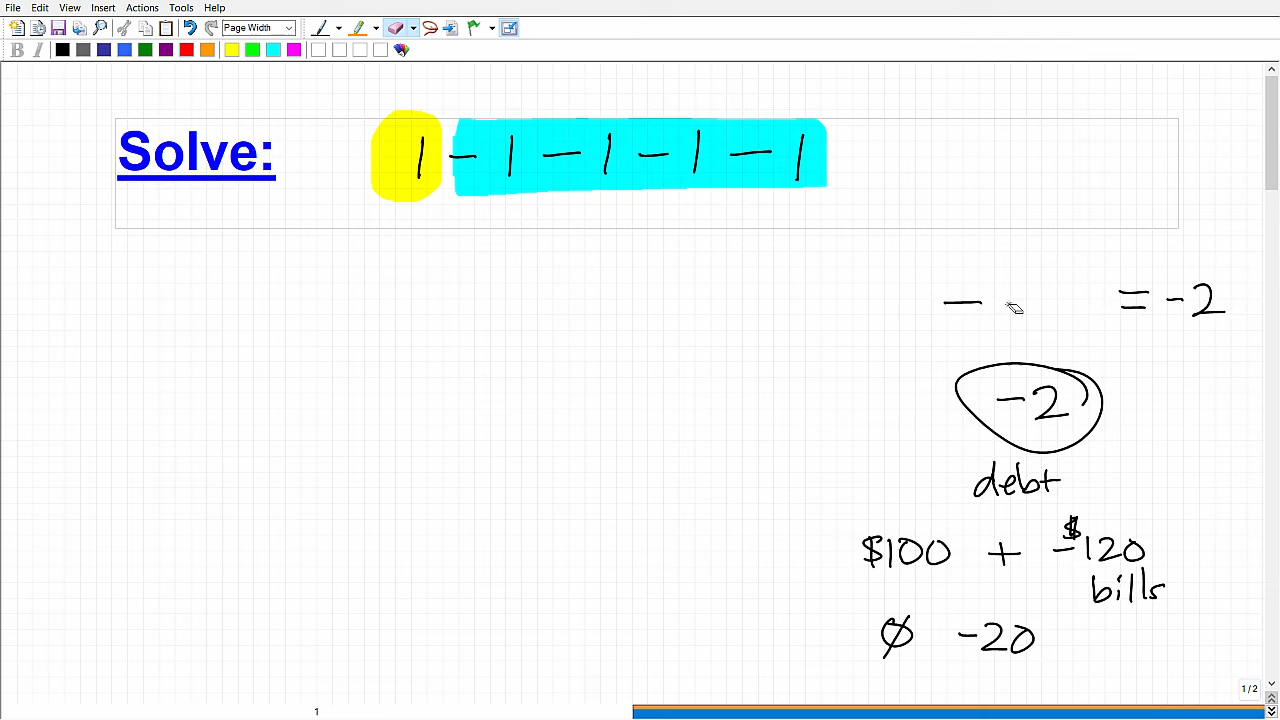 File Edit View Insert Actions Tools Help
Page Width
B I
Solve: 1 - 1 - 1 - 1 - 1
- = -2
-2
debt
$100 + -$120
bills
0 -20
1/2
1